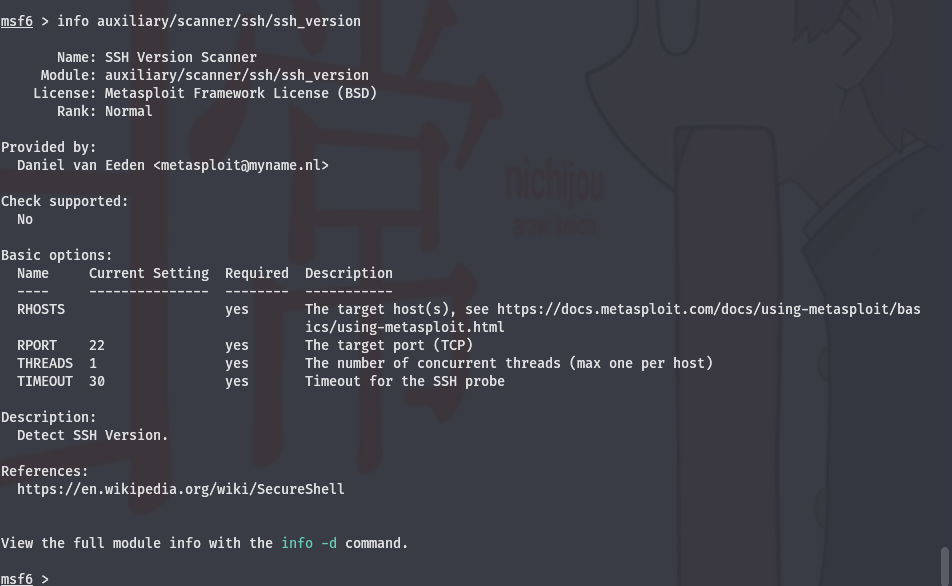 msf6 > info auxiliary/scanner/ssh/ssh_version
Name: SSH Version Scanner
Module: auxiliary/scanner/ssh/ssh_version
License: Metasploit Framework License (BSD)
Rank: Normal
Provided by:
Daniel van Eeden <metasploit@myname.nl>
Check supported:
No
Basic options:
Name     Current Setting  Required  Description
----     ---------------  --------  -----------
RHOSTS                    yes       The target host(s), see https://docs.metasploit.com/docs/using-metasploit/bas
ics/using-metasploit.html
RPORT    22               yes       The target port (TCP)
THREADS  1                yes       The number of concurrent threads (max one per host)
TIMEOUT  30               yes       Timeout for the SSH probe
Description:
Detect SSH Version.
References:
https://en.wikipedia.org/wiki/SecureShell
View the full module info with the info -d command.
msf6 >
nichijou